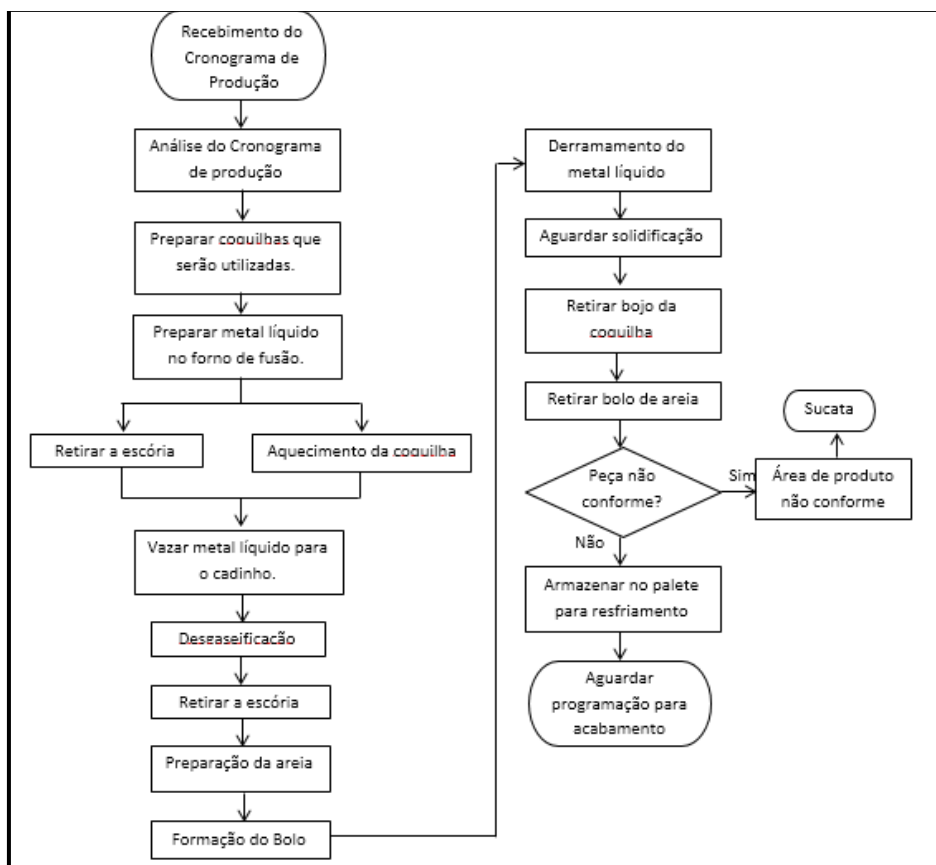 Recebimento do
Cronograma de
Produção
Análise do Cronograma
de produção
Preparar coquilhas que
serão utilizadas.
Preparar metal líquido
no forno de fusão.
Retirar a escória
Aquecimento da coquilha
Vazar metal líquido para
o cadinho.
Desgaseificação
Retirar a escória
Preparação da areia
Formação do Bolo
Derramamento do
metal líquido
Aguardar solidificação
Retirar bojo da
coquilha
Retirar bolo de areia
Peça não
conforme?
Sim
Área de produto
não conforme
Sucata
Não
Armazenar no palete
para resfriamento
Aguardar
programação para
acabamento